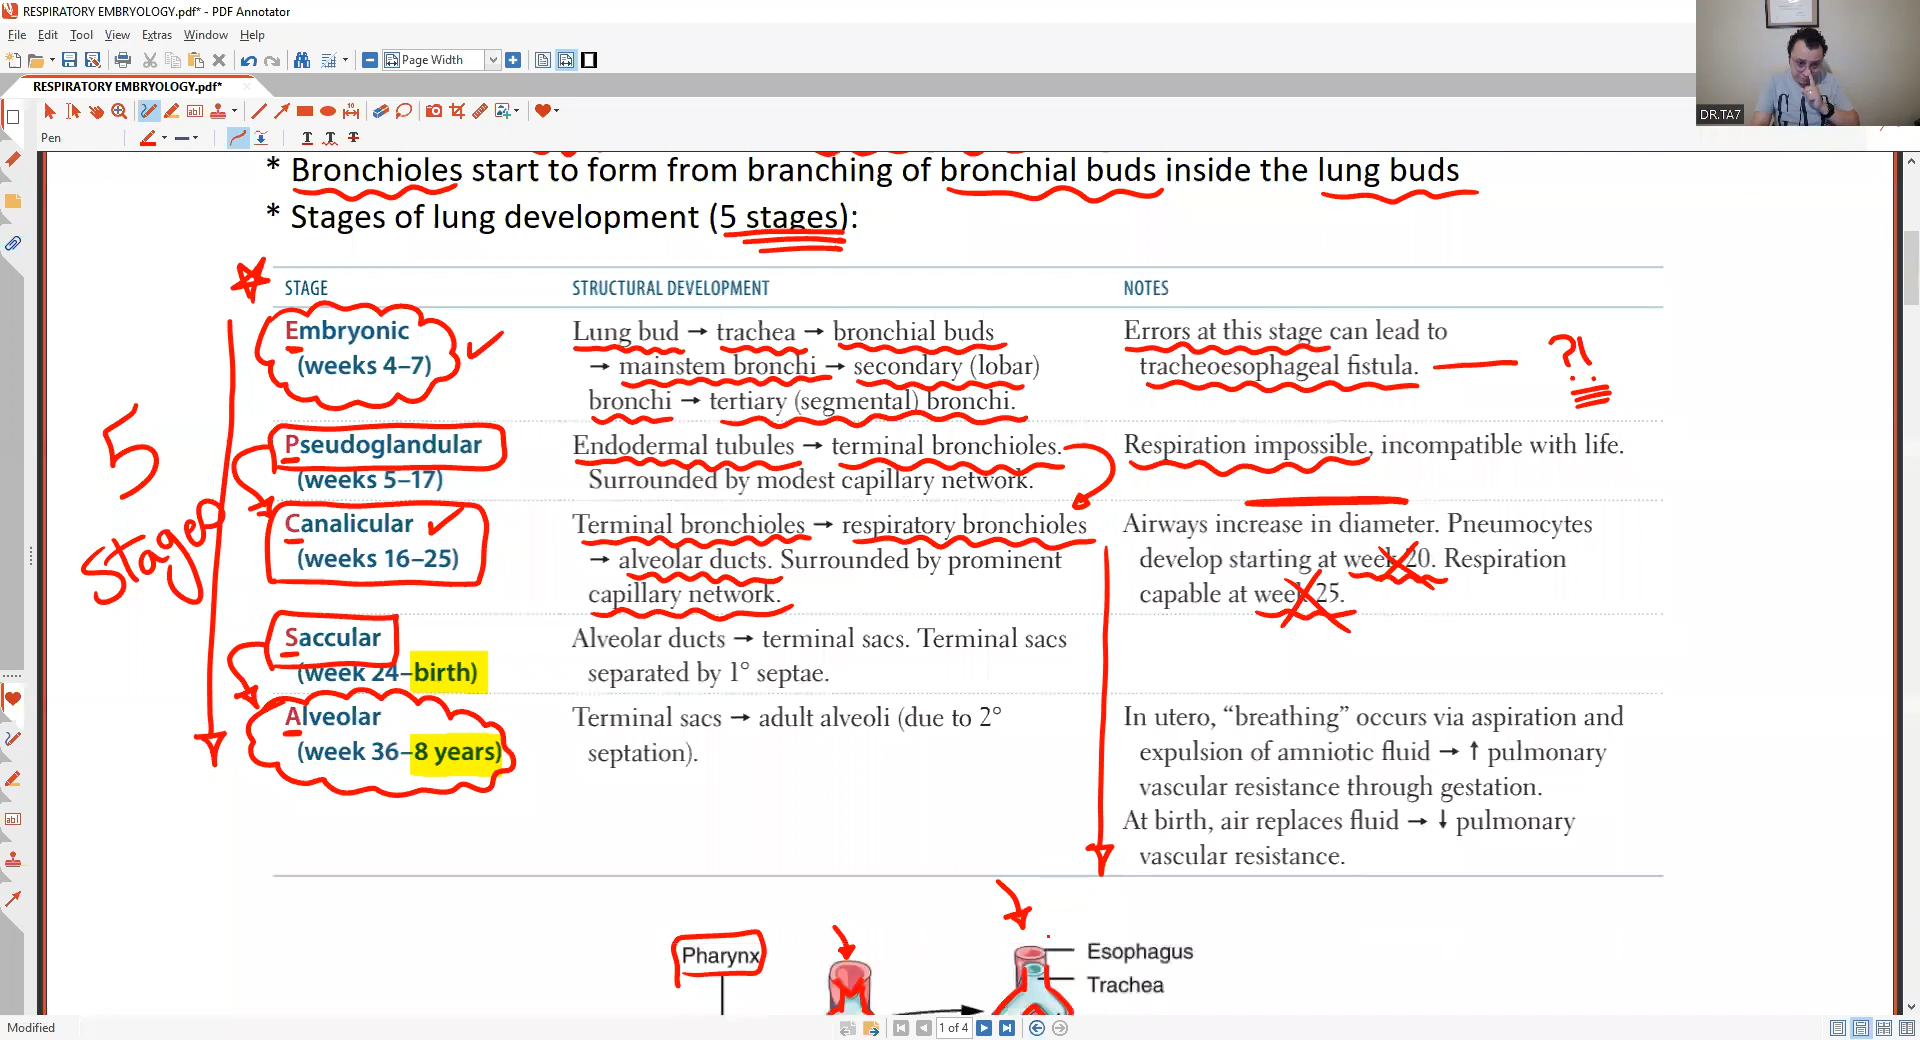 RESPIRATORY EMBRYOLOGY.pdf* - PDF Annotator
File Edit Tool View Extras Window Help
Page Width
RESPIRATORY EMBRYOLOGY.pdf*
Pen
DR.TA7
* Bronchioles start to form from branching of bronchial buds inside the lung buds
* Stages of lung development (5 stages):
STAGE STRUCTURAL DEVELOPMENT NOTES
Embryonic
(weeks 4–7)
Lung bud → trachea → bronchial buds
→ mainstem bronchi → secondary (lobar)
bronchi → tertiary (segmental) bronchi.
Errors at this stage can lead to
tracheoesophageal fistula.
?!
Pseudoglandular
(weeks 5–17)
Endodermal tubules → terminal bronchioles.
Surrounded by modest capillary network.
Respiration impossible, incompatible with life.
5
Stages
Canalicular
(weeks 16–25)
Terminal bronchioles → respiratory bronchioles
→ alveolar ducts. Surrounded by prominent
capillary network.
Airways increase in diameter. Pneumocytes
develop starting at week 20. Respiration
capable at week 25.
Saccular
(week 24–birth)
Alveolar ducts → terminal sacs. Terminal sacs
separated by 1° septae.
Alveolar
(week 36–8 years)
Terminal sacs → adult alveoli (due to 2°
septation).
In utero, “breathing” occurs via aspiration and
expulsion of amniotic fluid → ↑ pulmonary
vascular resistance through gestation.
At birth, air replaces fluid → ↓ pulmonary
vascular resistance.
Pharynx
Esophagus
Trachea
Modified
1 of 4